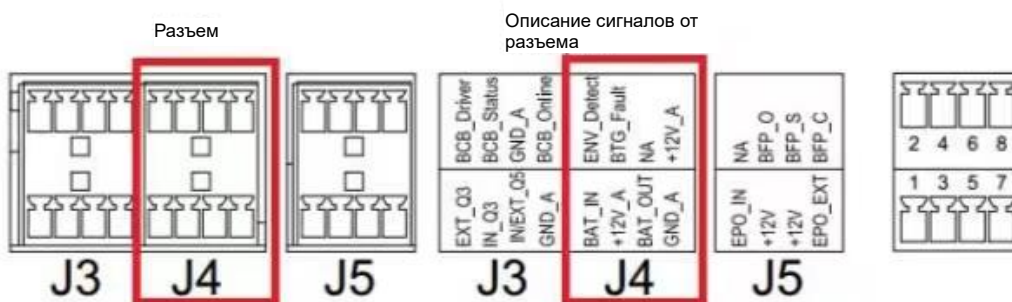 Разъем
Описание сигналов от
разъема
BCB_Driver
BCB_Status
GND_A
BCB_Online
ENV_Detect
BTG_Fault
NA
+12V_A
NA
BFP_O
BFP_S
BFP_C
2 4 6 8
EXT_Q3
IN_Q3
IN/EXT_Q5
GND_A
BAT_IN
+12V_A
BAT_OUT
GND_A
EPO_IN
+12V
+12V
EPO_EXT
1 3 5 7
J3 J4 J5 J3 J4 J5